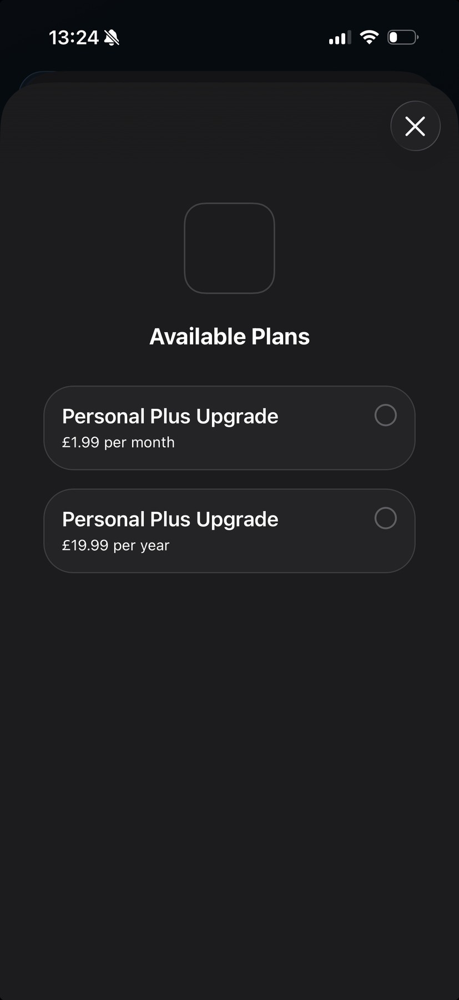 13:24
Available Plans
Personal Plus Upgrade
£1.99 per month
Personal Plus Upgrade
£19.99 per year